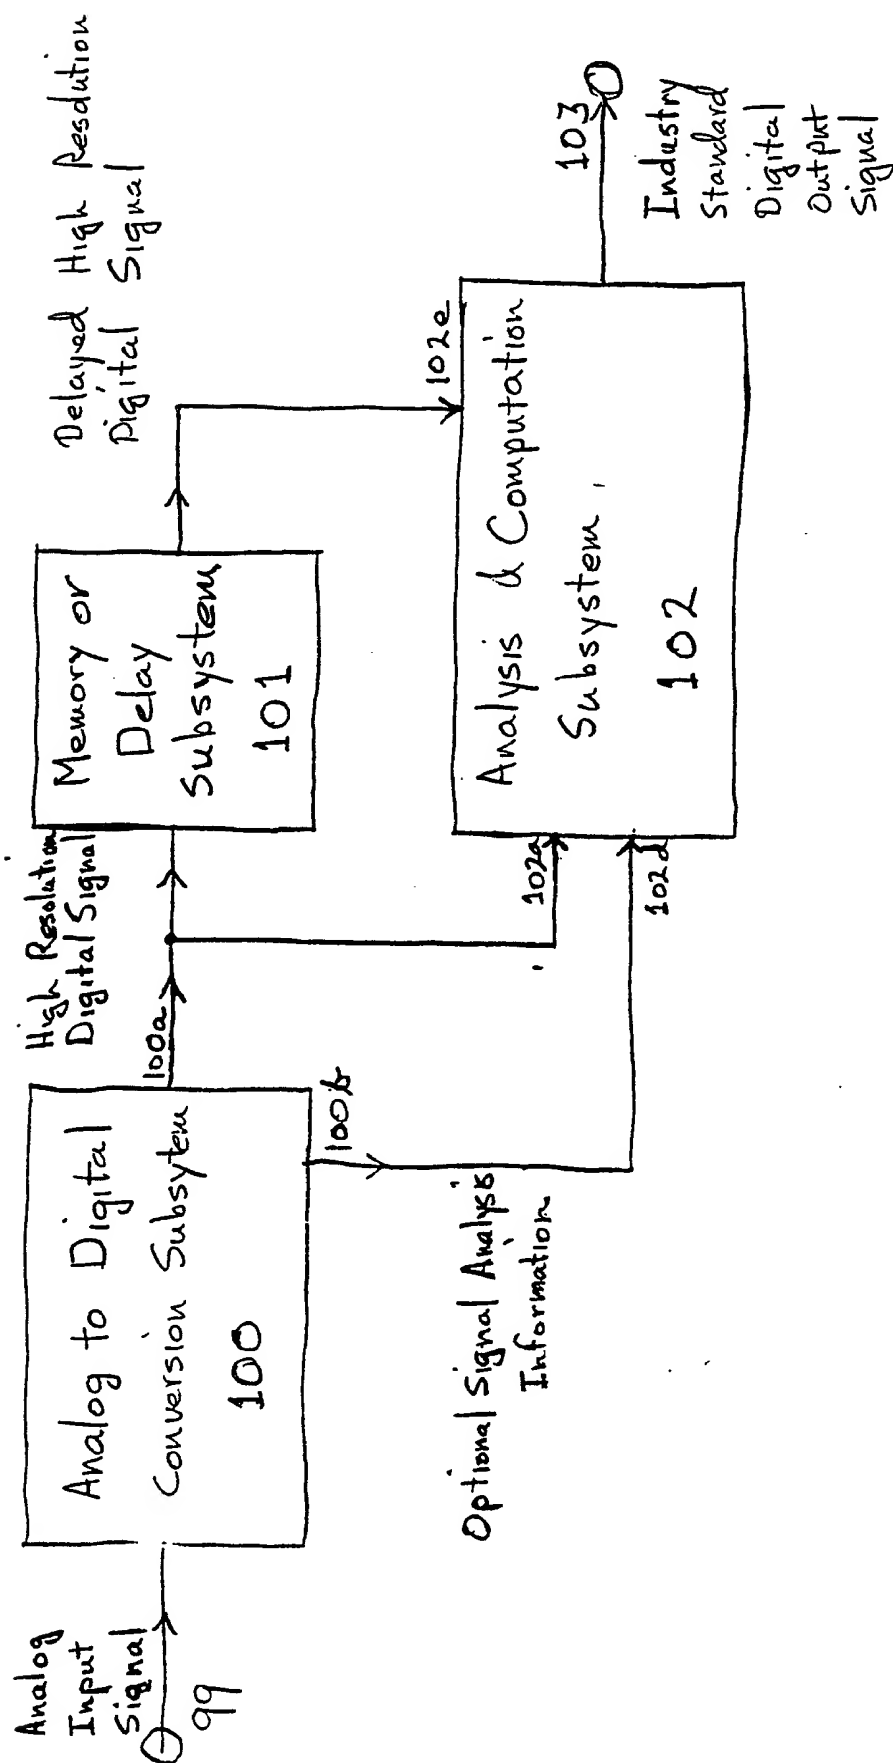 Analog
Input
Signal
99
Analog to Digital
Conversion Subsytem
100
100a
100b
High Resolution
Digital Signal
Optional Signal Analysis
Information
Memory or
Delay
Subsystem
101
Delayed High Resolution
Digital Signal
102a
102d
102e
Analysis & Computation
Subsystem.
102
103
Industry
Standard
Digital
Output
Signal